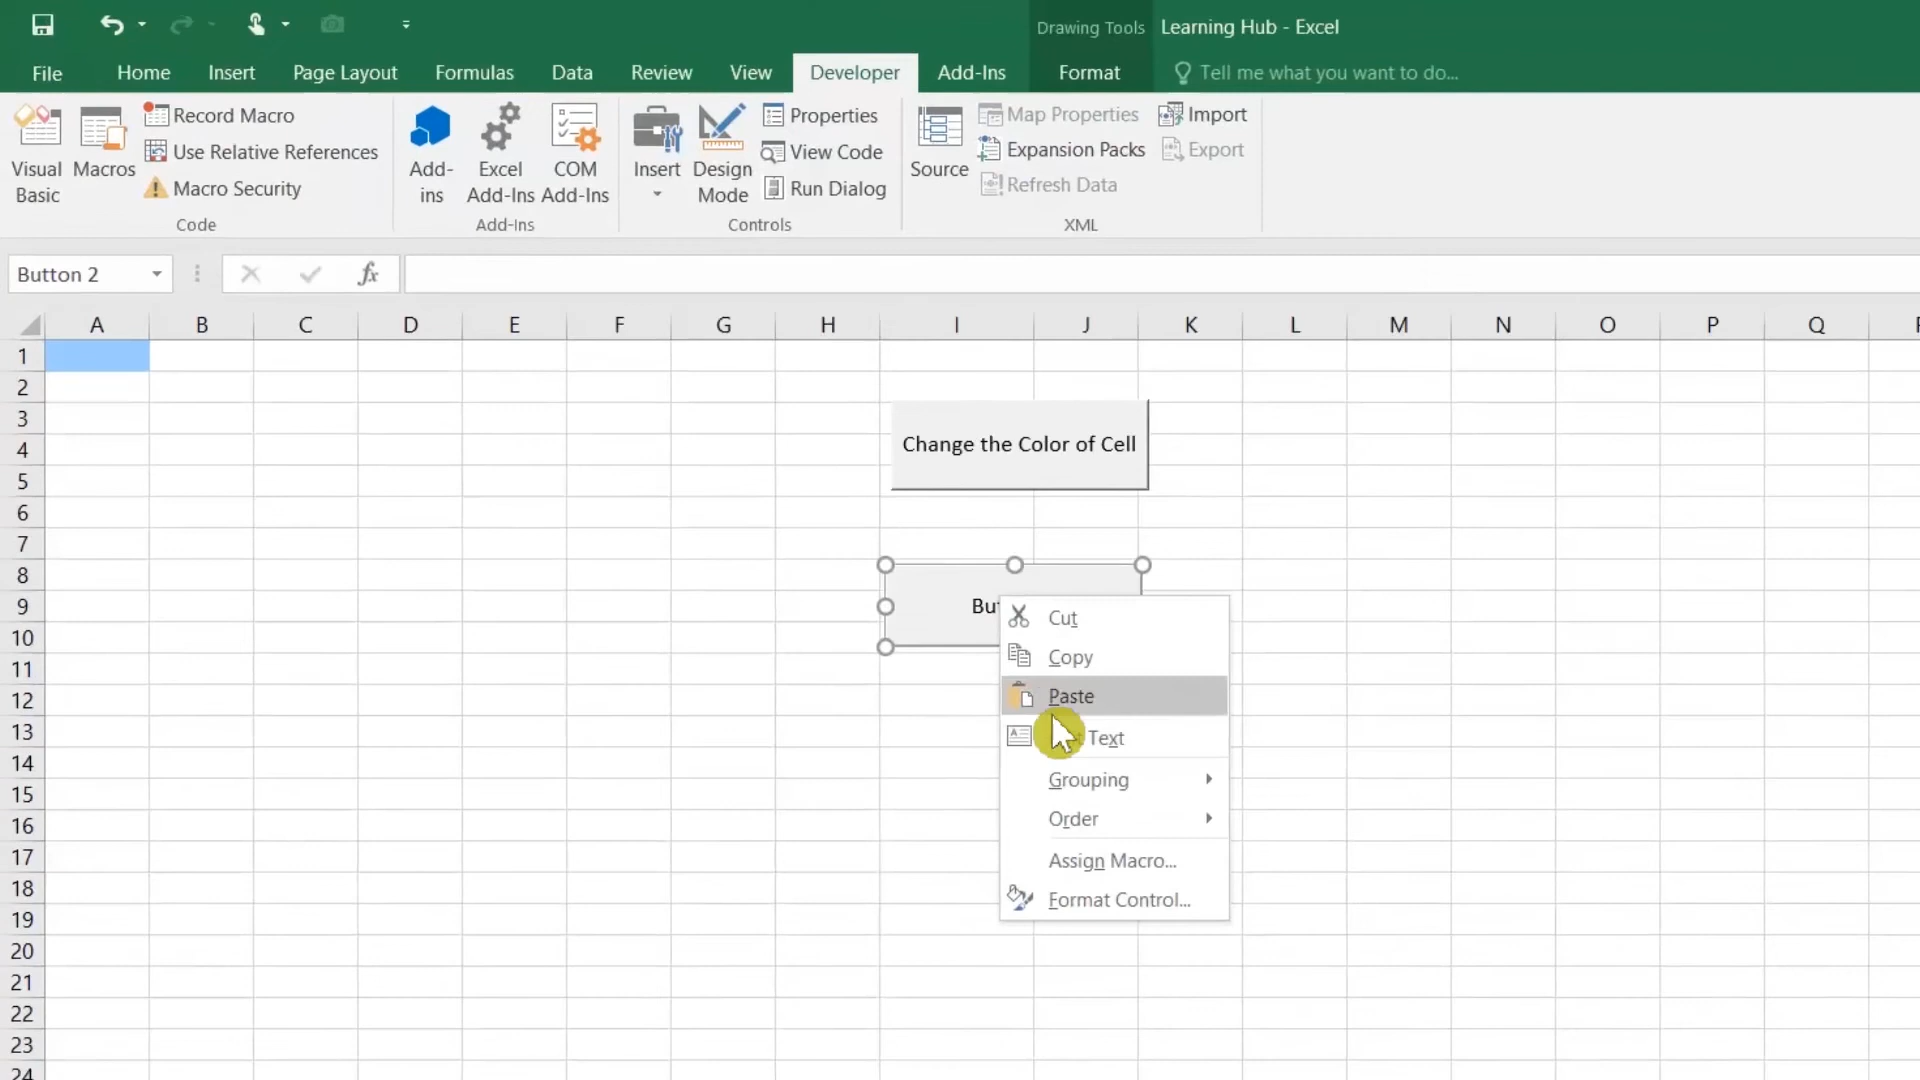 Drawing Tools
Learning Hub - Excel
File
Home
Insert
Page Layout
Formulas
Data
Review
View
Developer
Add-Ins
Format
Tell me what you want to do...
Visual Basic
Macros
Record Macro
Use Relative References
Macro Security
Code
Add-ins
Excel Add-Ins
COM Add-Ins
Add-Ins
Insert
Design Mode
Properties
View Code
Run Dialog
Controls
Source
Map Properties
Expansion Packs
Refresh Data
Import
Export
XML
Button 2
fx
A B C D E F G H I J K L M N O P Q
1
2
3
Change the Color of Cell
4
5
6
7
8
9
10
11
12
13
14
15
16
17
18
19
20
21
22
23
24
Cut
Copy
Paste
Text
Grouping
Order
Assign Macro...
Format Control...